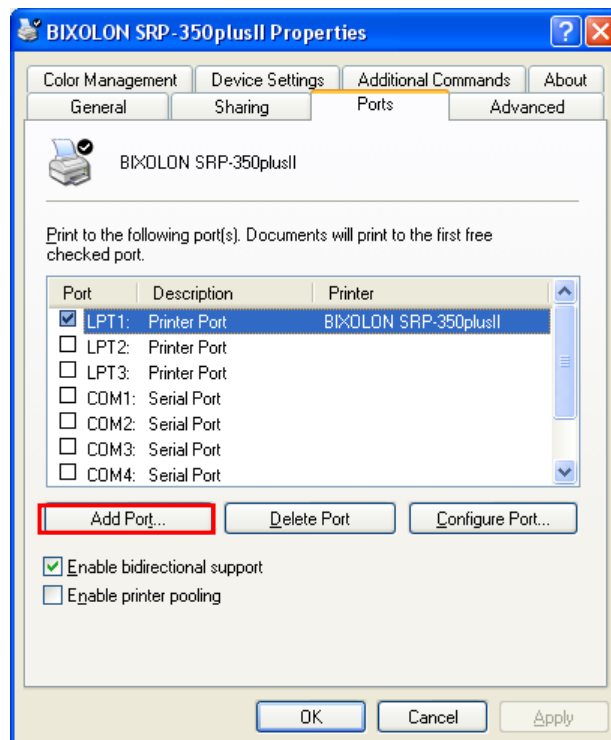 BIXOLON SRP-350plusII Properties
Color Management Device Settings Additional Commands About
General Sharing Ports Advanced
BIXOLON SRP-350plusII
Print to the following port(s). Documents will print to the first free
checked port.
Port Description Printer
LPT1: Printer Port BIXOLON SRP-350plusII
LPT2: Printer Port
LPT3: Printer Port
COM1: Serial Port
COM2: Serial Port
COM3: Serial Port
COM4: Serial Port
Add Port... Delete Port Configure Port...
Enable bidirectional support
Enable printer pooling
OK Cancel Apply